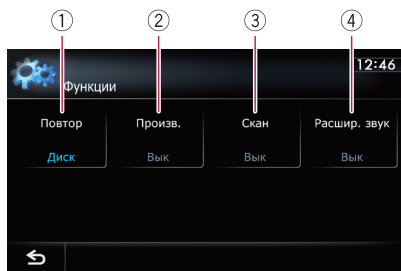 ① ② ③ ④
12:46
Функции
Повтор Произв. Скан Расшир. звук
Диск Вык Вык Вык